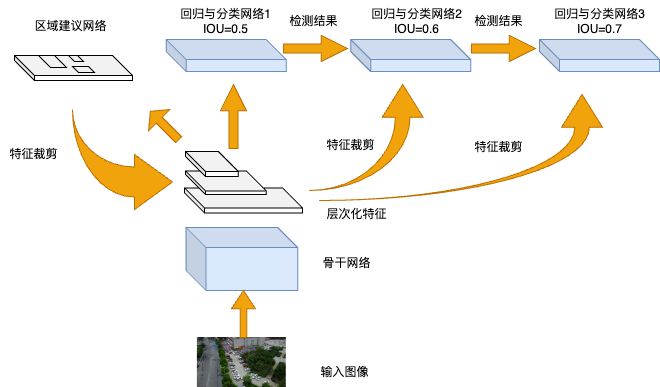 区域建议网络
回归与分类网络1
IOU=0.5
检测结果
回归与分类网络2
IOU=0.6
检测结果
回归与分类网络3
IOU=0.7
特征裁剪
特征裁剪
特征裁剪
层次化特征
骨干网络
输入图像